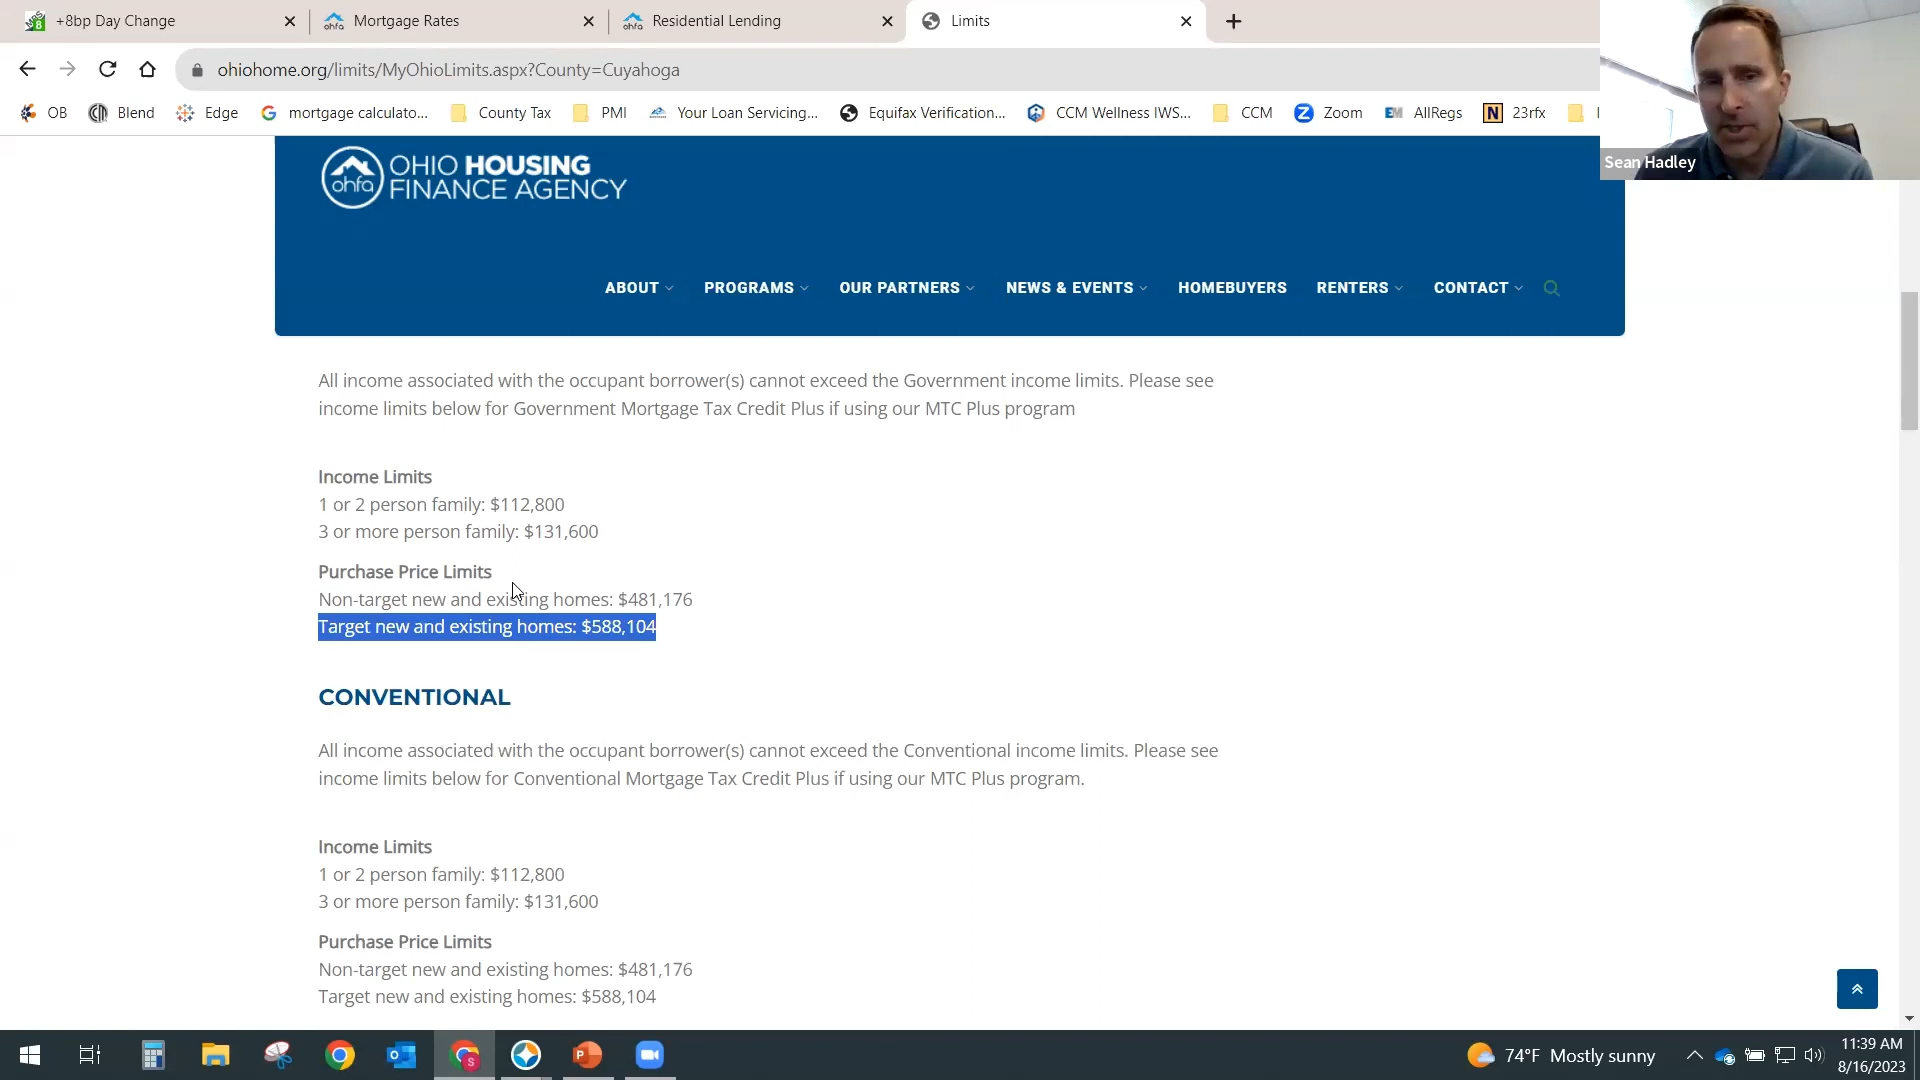 +8bp Day Change
Mortgage Rates
Residential Lending
Limits
ohiohome.org/limits/MyOhioLimits.aspx?County=Cuyahoga
OB
Blend
Edge
mortgage calculato...
County Tax
PMI
Your Loan Servicing...
Equifax Verification...
CCM Wellness IWS...
CCM
Zoom
AllRegs
23rfx
Sean Hadley
ohfa
OHIO HOUSING
FINANCE AGENCY
ABOUT
PROGRAMS
OUR PARTNERS
NEWS & EVENTS
HOMEBUYERS
RENTERS
CONTACT
All income associated with the occupant borrower(s) cannot exceed the Government income limits. Please see
income limits below for Government Mortgage Tax Credit Plus if using our MTC Plus program
Income Limits
1 or 2 person family: $112,800
3 or more person family: $131,600
Purchase Price Limits
Non-target new and existing homes: $481,176
Target new and existing homes: $588,104
CONVENTIONAL
All income associated with the occupant borrower(s) cannot exceed the Conventional income limits. Please see
income limits below for Conventional Mortgage Tax Credit Plus if using our MTC Plus program.
Income Limits
1 or 2 person family: $112,800
3 or more person family: $131,600
Purchase Price Limits
Non-target new and existing homes: $481,176
Target new and existing homes: $588,104
74°F Mostly sunny
11:39 AM
8/16/2023